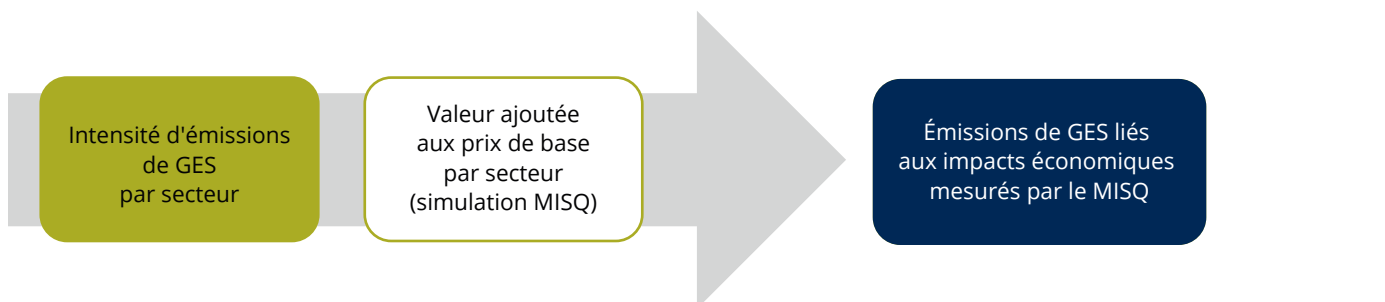 Intensité d'émissions
de GES
par secteur
Valeur ajoutée
aux prix de base
par secteur
(simulation MISQ)
Émissions de GES liés
aux impacts économiques
mesurés par le MISQ